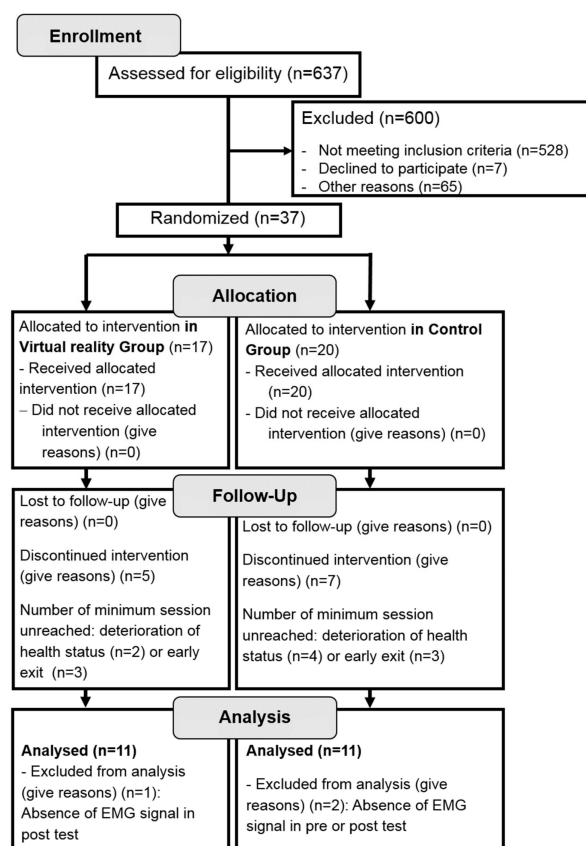 Enrollment
Assessed for eligibility (n=637)
Excluded (n=600)
- Not meeting inclusion criteria (n=528)
- Declined to participate (n=7)
- Other reasons (n=65)
Randomized (n=37)
Allocation
Allocated to intervention in
Virtual reality Group (n=17)
- Received allocated
intervention (n=17)
– Did not receive allocated
intervention (give
reasons) (n=0)
Allocated to intervention in Control
Group (n=20)
- Received allocated intervention
(n=20)
- Did not receive allocated
intervention (give reasons) (n=0)
Follow-Up
Lost to follow-up (give
reasons) (n=0)
Discontinued intervention
(give reasons) (n=5)
Number of minimum session
unreached: deterioration of
health status (n=2) or early
exit (n=3)
Lost to follow-up (give reasons) (n=0)
Discontinued intervention (give
reasons) (n=7)
Number of minimum session
unreached: deterioration of health
status (n=4) or early exit (n=3)
Analysis
Analysed (n=11)
- Excluded from analysis
(give reasons) (n=1):
Absence of EMG signal in
post test
Analysed (n=11)
- Excluded from analysis (give
reasons) (n=2): Absence of EMG
signal in pre or post test